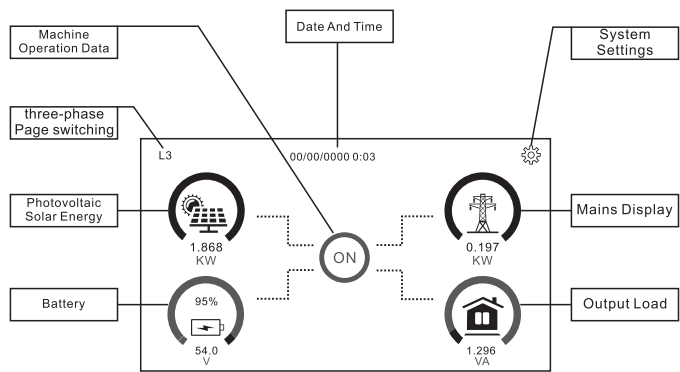 Machine
Operation Data
Date And Time
System
Settings
three-phase
Page switching
L3
00/00/0000 0:03
Photovoltaic
Solar Energy
1.868
KW
ON
0.197
KW
Mains Display
Battery
95%
54.0
V
1.296
VA
Output Load